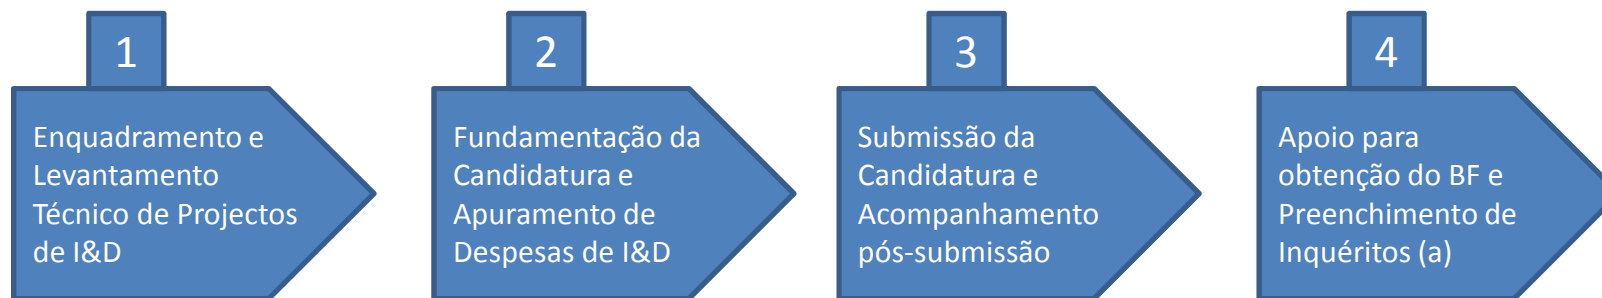 1
Enquadramento e
Levantamento
Técnico de Projectos
de I&D
2
Fundamentação da
Candidatura e
Apuramento de
Despesas de I&D
3
Submissão da
Candidatura e
Acompanhamento
pós-submissão
4
Apoio para
obtenção do BF e
Preenchimento de
Inquéritos (a)